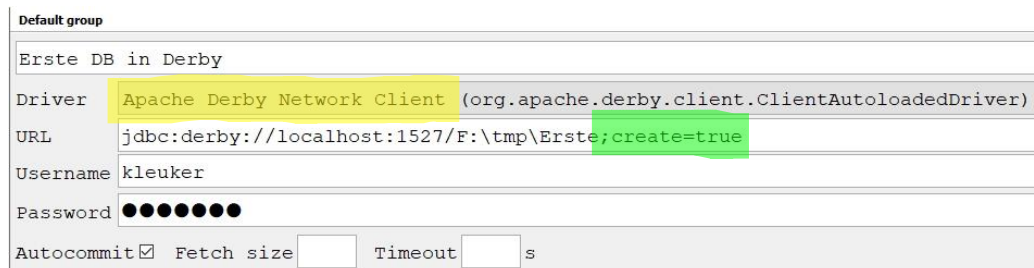 Default group
Erste DB in Derby
Driver Apache Derby Network Client (org.apache.derby.client.ClientAutoloadedDriver)
URL jdbc:derby://localhost:1527/F:\tmp\Erste;create=true
Username kleuker
Password ●●●●●●●
Autocommit ☑ Fetch size Timeout s